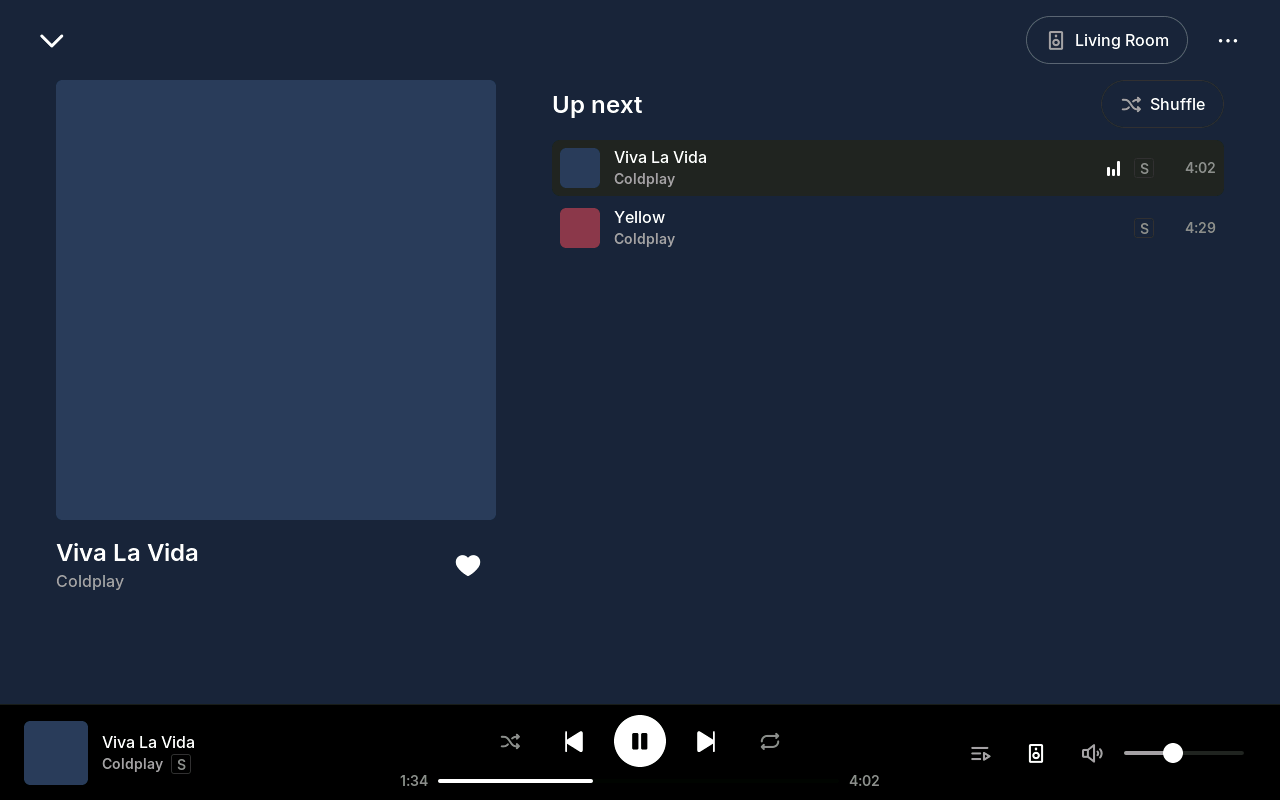 Living Room
Up next
Shuffle
Viva La Vida
Coldplay
S
4:02
Yellow
Coldplay
S
4:29
Viva La Vida
Coldplay
Viva La Vida
Coldplay S
1:34
4:02